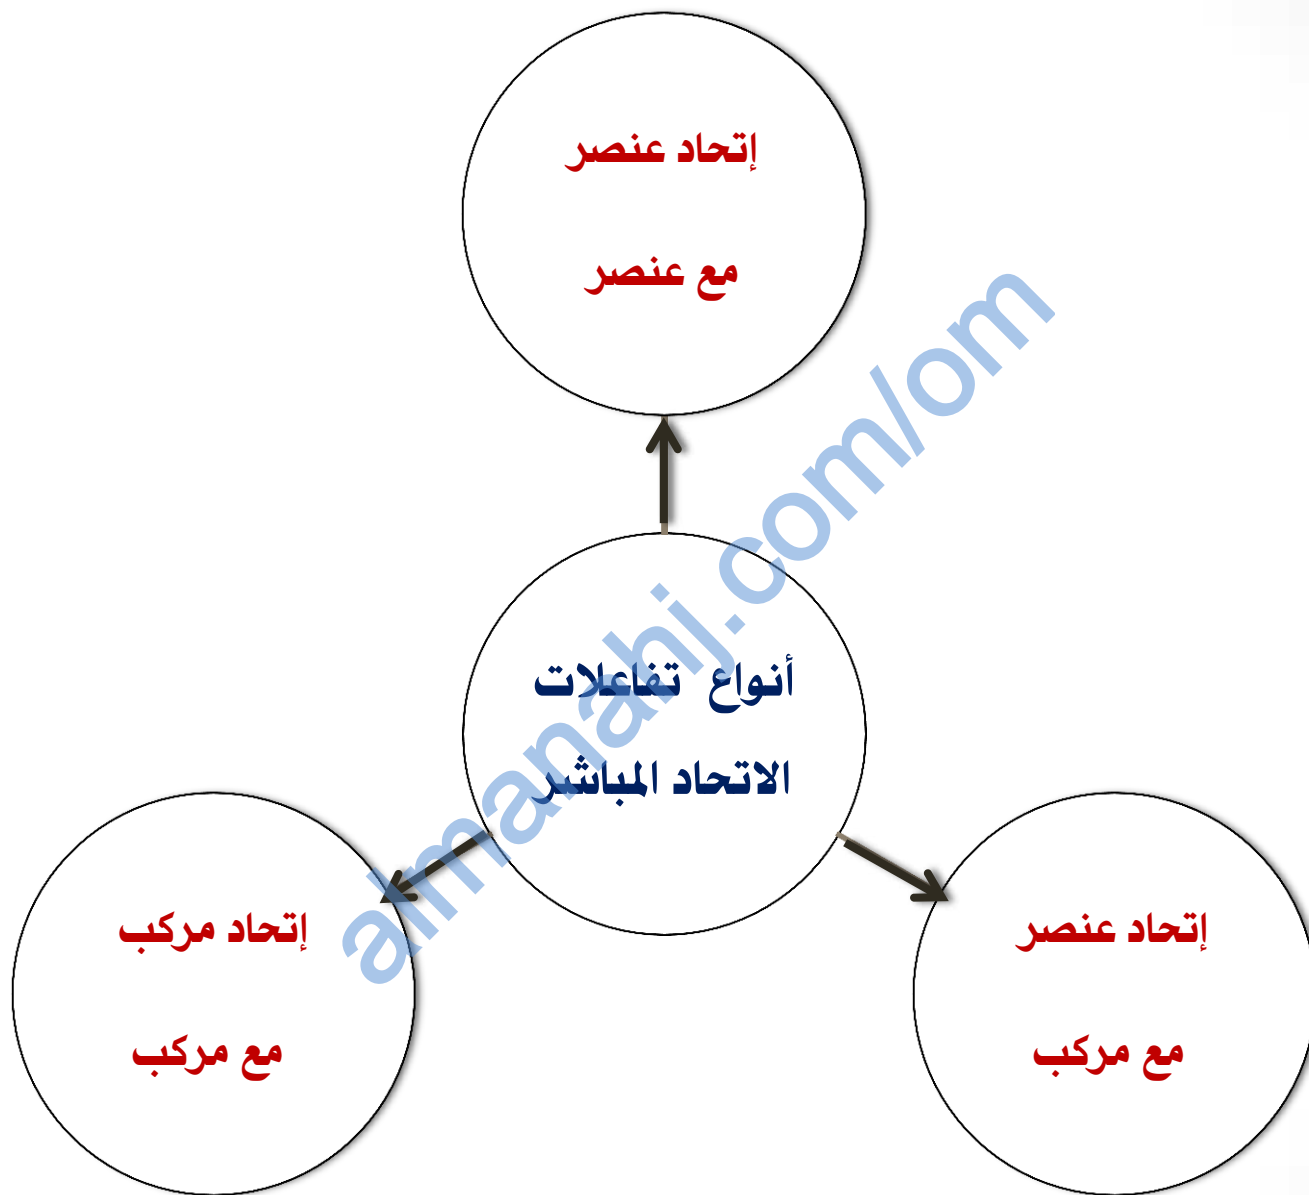 إتحاد عنصر
مع عنصر
أنواع تفاعلات
الاتحاد المباشر
إتحاد عنصر
مع مركب
إتحاد مركب
مع مركب
almanahj.com/om